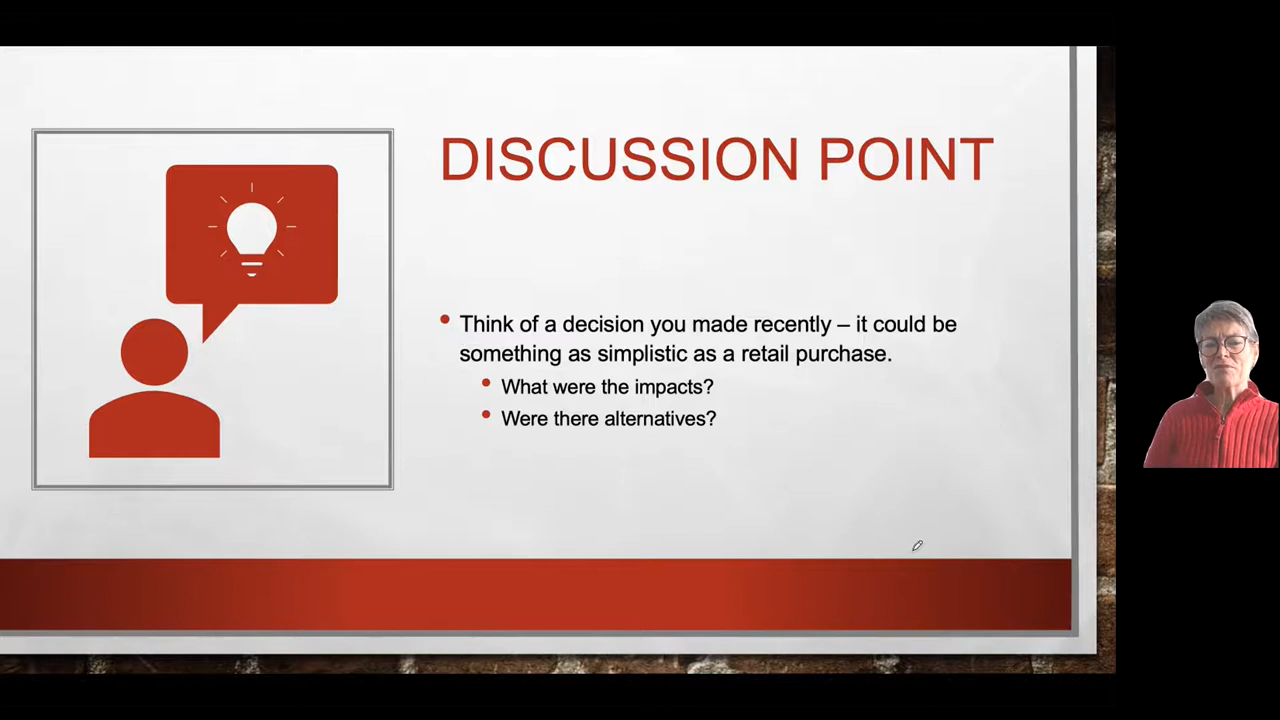 DISCUSSION POINT
Think of a decision you made recently – it could be
something as simplistic as a retail purchase.
What were the impacts?
Were there alternatives?